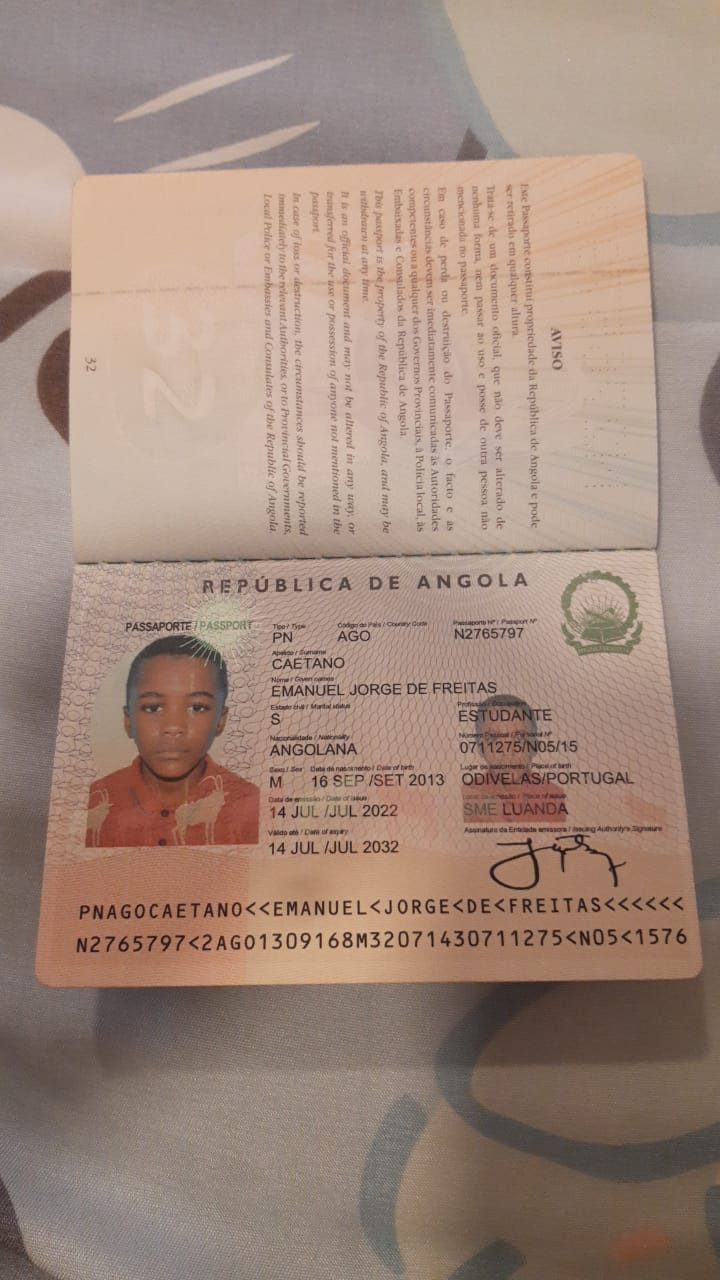 AVISO
Este Passaporte constitui propriedade da República de Angola e pode
ser retirado em qualquer altura.
Trata-se de um documento oficial, que não deve ser alterado de
nenhuma forma, nem passar ao uso e posse de outra pessoa não
mencionada no passaporte.
Em caso de perda ou destruição do Passaporte, o facto e as
circunstâncias devem ser imediatamente comunicadas às Autoridades
competentes ou a qualquer dos Governos Provinciais, à Polícia local, às
Embaixadas e Consulados da República de Angola.
This passport is the property of the Republic of Angola, and may be
withdrawn at any time.
It is an official document and may not be altered in any way, or
transferred for the use or possession of anyone not mentioned in the
passport.
In case of loss or destruction, the circumstances should be reported
immediately to the relevant Authorities, or to Provincial Governments,
Local Police or Embassies and Consulates of the Republic of Angola.
32
REPÚBLICA DE ANGOLA
PASSAPORTE / PASSPORT
Tipo / Type Código do País / Country Code Passaporte Nº / Passport Nº
PN AGO N2765797
Apelido / Surname
CAETANO
Nome / Given names
EMANUEL JORGE DE FREITAS
Estado civil / Marital status Profissão / Occupation
S ESTUDANTE
Nacionalidade / Nationality Número Pessoal / Personal Nº
ANGOLANA 0711275/N05/15
Sexo / Sex Data de nascimento / Date of birth Lugar de nascimento / Place of birth
M 16 SEP /SET 2013 ODIVELAS/PORTUGAL
Data de emissão / Date of issue Local de emissão / Place of issue
14 JUL /JUL 2022 SME LUANDA
Válido até / Date of expiry Assinatura da Entidade emissora / Issuing Authority's Signature
14 JUL /JUL 2032
PNAGOCAETANO<<EMANUEL<JORGE<DE<FREITAS<<<<<<
N2765797<2AGO1309168M32071430711275<N05<1576